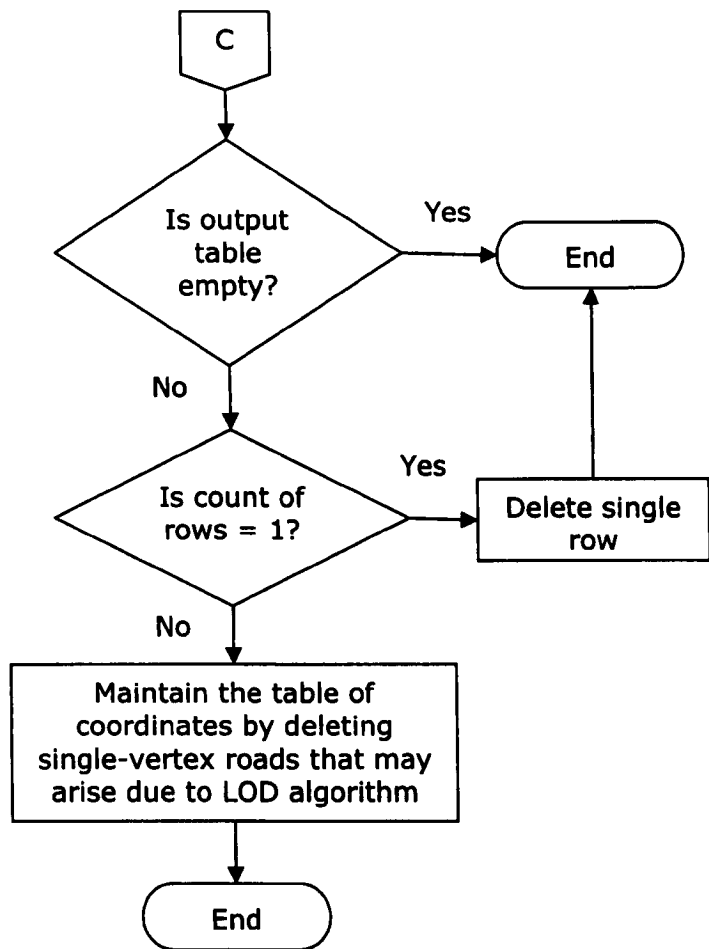 C
Is output
table
empty?
Yes
End
No
Is count of
rows = 1?
Yes
Delete single
row
No
Maintain the table of
coordinates by deleting
single-vertex roads that may
arise due to LOD algorithm
End